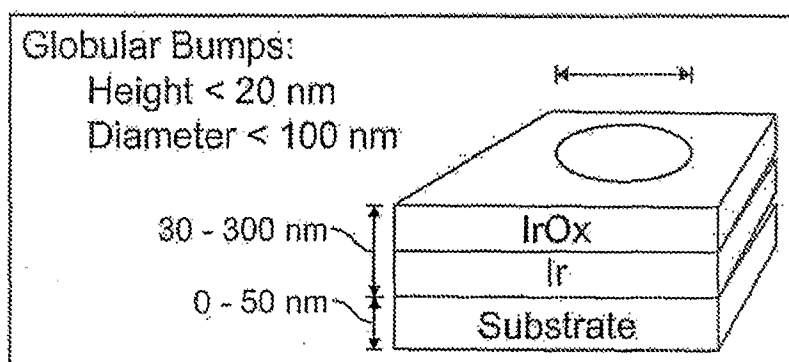 Globular Bumps:
Height < 20 nm
Diameter < 100 nm
30 - 300 nm
IrOx
Ir
0 - 50 nm
Substrate